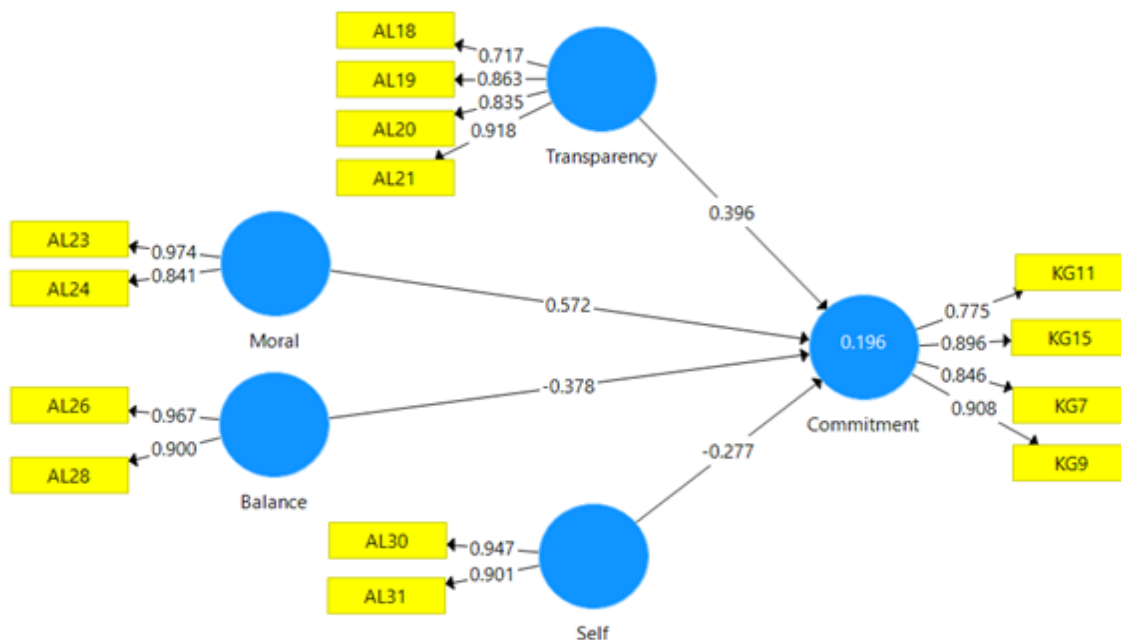 AL18
0.717
AL19
0.863
AL20
0.835
AL21
0.918
Transparency
0.396
AL23
0.974
AL24
0.841
Moral
0.572
AL26
0.967
AL28
0.900
Balance
-0.378
AL30
0.947
AL31
0.901
Self
-0.277
0.196
Commitment
KG11
0.775
KG15
0.896
KG7
0.846
KG9
0.908